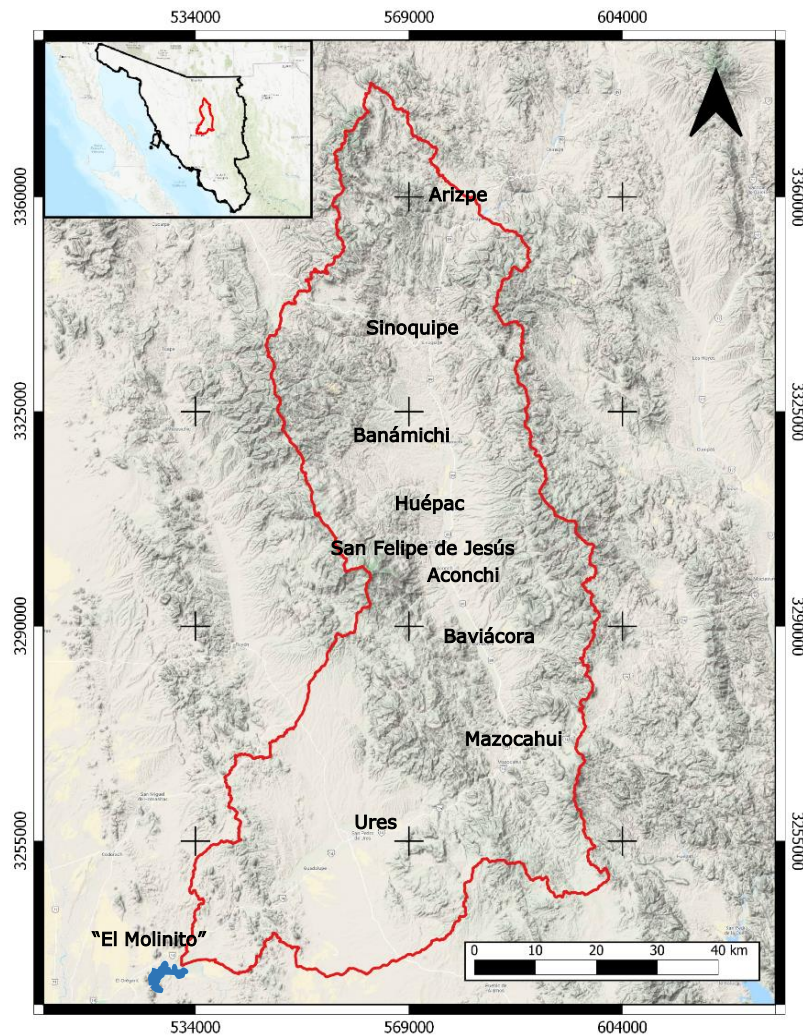 534000
569000
604000
3360000
3360000
Arizpe
Sinoquipe
3325000
3325000
Banámichi
Huépac
San Felipe de Jesús
Aconchi
3290000
3290000
Baviácora
Mazocahui
Ures
3255000
3255000
Guadalupe
“El Molinito”
0 10 20 30 40 km
534000
569000
604000